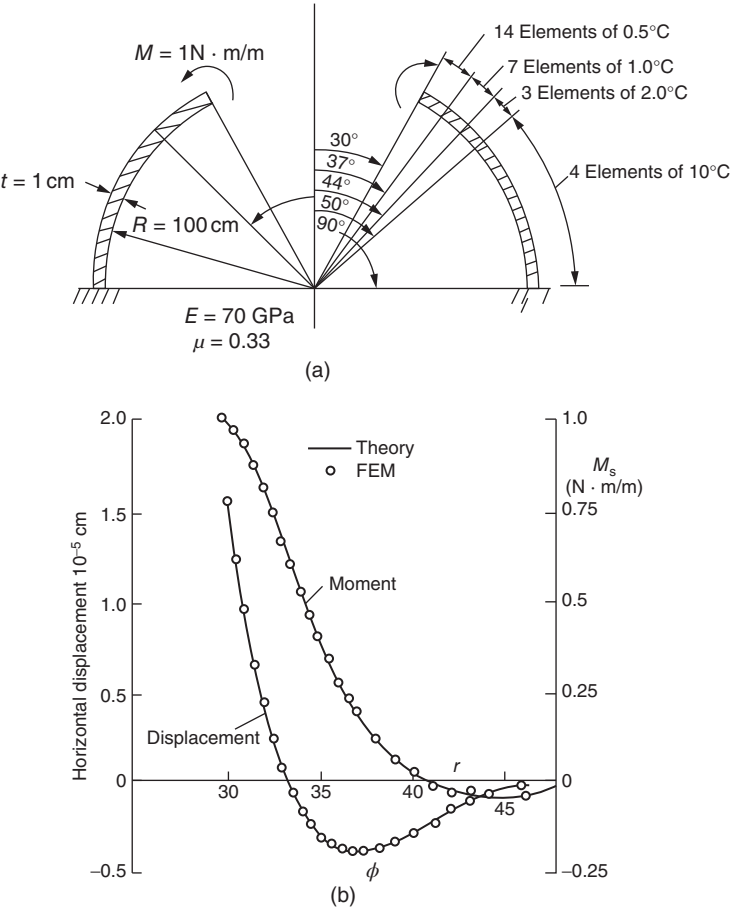 M = 1N · m/m
14 Elements of 0.5°C
7 Elements of 1.0°C
3 Elements of 2.0°C
4 Elements of 10°C
30°
37°
44°
50°
90°
t = 1 cm
R = 100 cm
E = 70 GPa
μ = 0.33
(a)
2.0
1.5
1.0
0.5
0
−0.5
Horizontal displacement 10⁻⁵ cm
Theory
FEM
Moment
Displacement
1.0
Mₛ
(N · m/m)
0.75
0.5
0.25
0
−0.25
r
30
35
40
45
ϕ
(b)